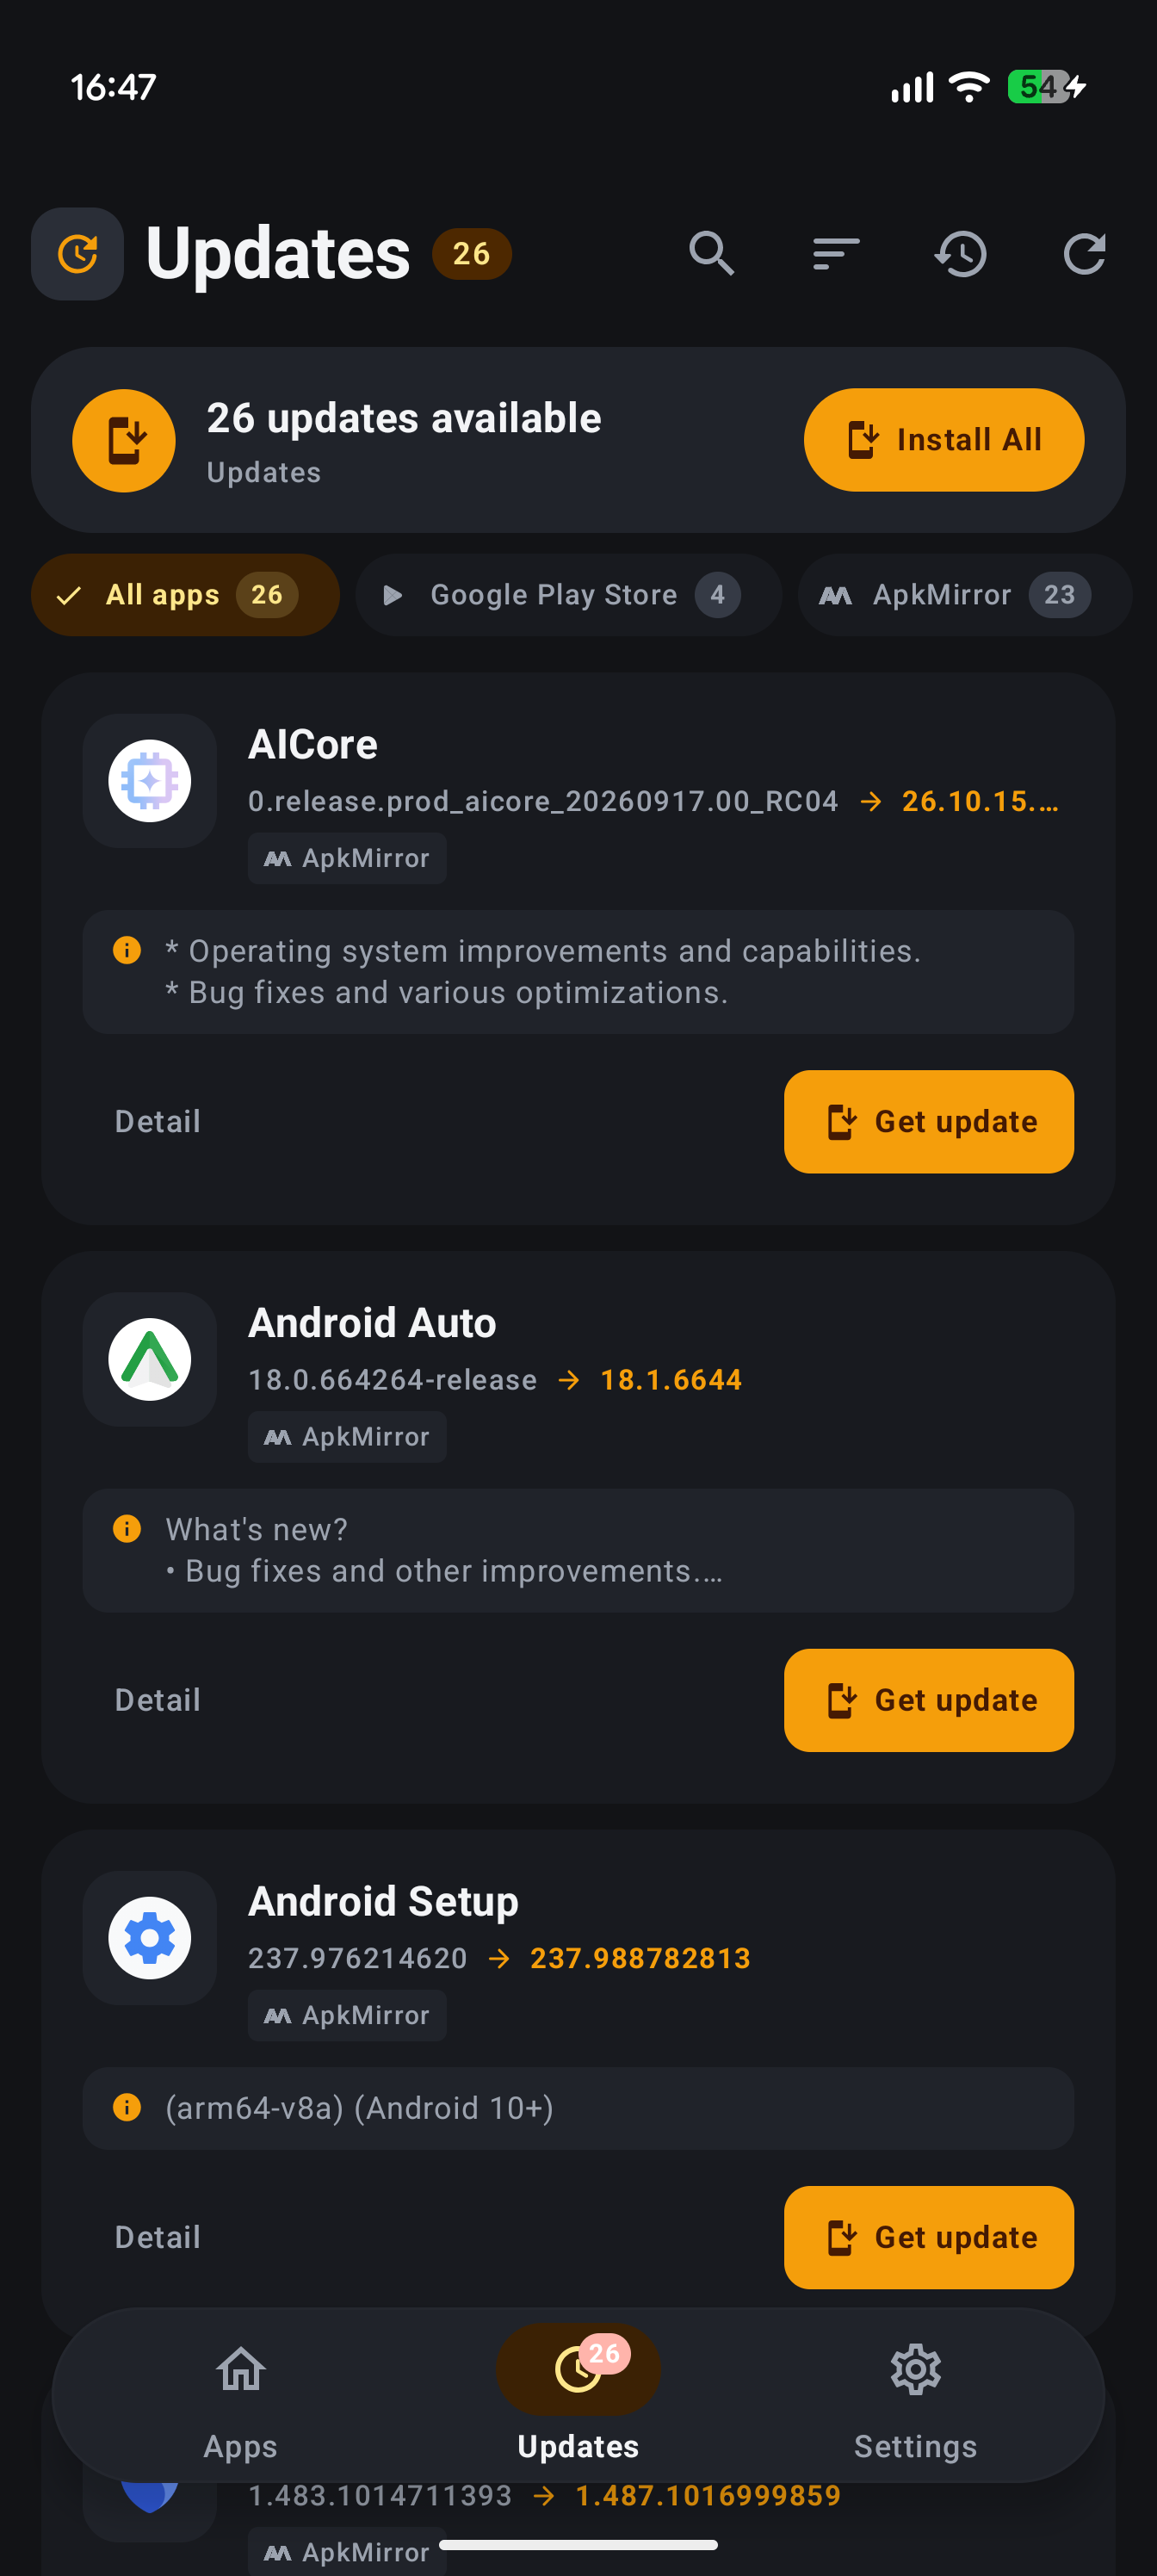 16:47
54
Updates 26
26 updates available
Updates
Install All
All apps 26
Google Play Store 4
ApkMirror 23
AICore
0.release.prod_aicore_20260917.00_RC04 → 26.10.15.…
ApkMirror
* Operating system improvements and capabilities.
* Bug fixes and various optimizations.
Detail
Get update
Android Auto
18.0.664264-release → 18.1.6644
ApkMirror
What's new?
• Bug fixes and other improvements.…
Detail
Get update
Android Setup
237.976214620 → 237.988782813
ApkMirror
(arm64-v8a) (Android 10+)
Detail
Get update
26
Apps
Updates
Settings
1.483.1014711393 → 1.487.1016999859
ApkMirror